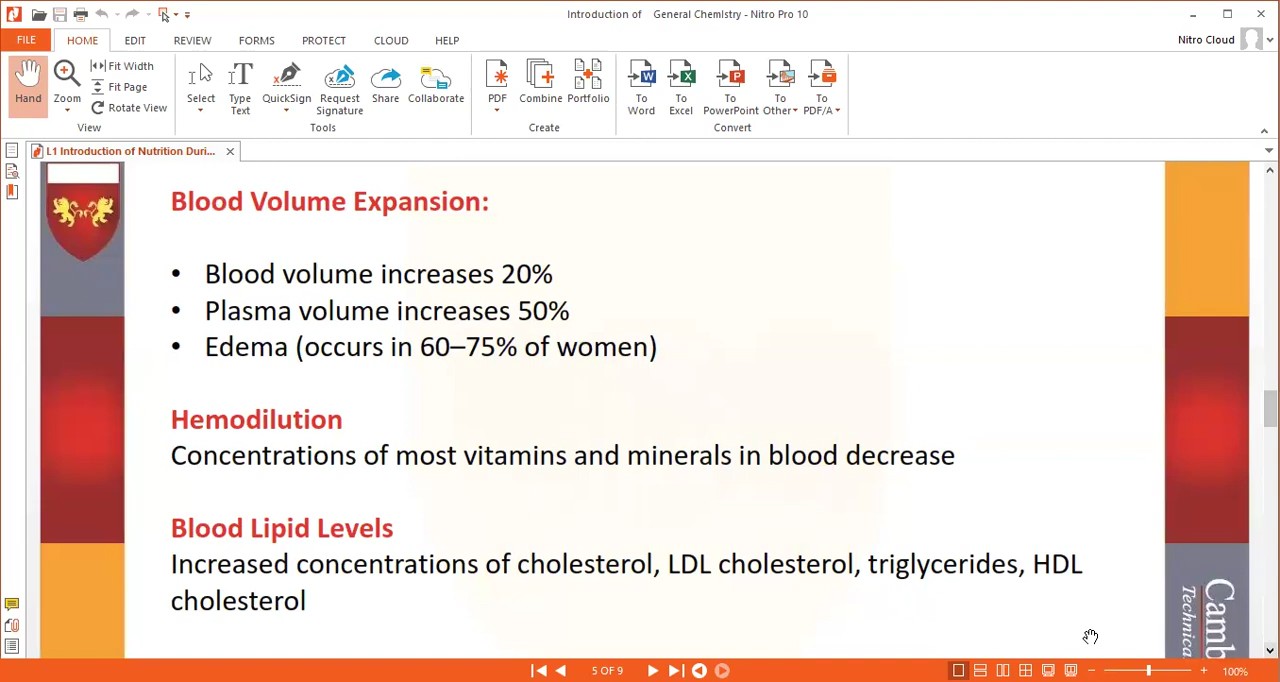 Introduction of General Chemlstry - Nitro Pro 10
FILE HOME EDIT REVIEW FORMS PROTECT CLOUD HELP
Nitro Cloud
Hand
Zoom
Fit Width
Fit Page
Rotate View
View
Select
Type Text
QuickSign
Request Signature
Share
Collaborate
Tools
PDF
Combine
Portfolio
Create
To Word
To Excel
To PowerPoint
To Other
To PDF/A
Convert
L1 Introduction of Nutrition Duri...
Blood Volume Expansion:
• Blood volume increases 20%
• Plasma volume increases 50%
• Edema (occurs in 60–75% of women)
Hemodilution
Concentrations of most vitamins and minerals in blood decrease
Blood Lipid Levels
Increased concentrations of cholesterol, LDL cholesterol, triglycerides, HDL
cholesterol
Camb
Technica
5 OF 9
100%